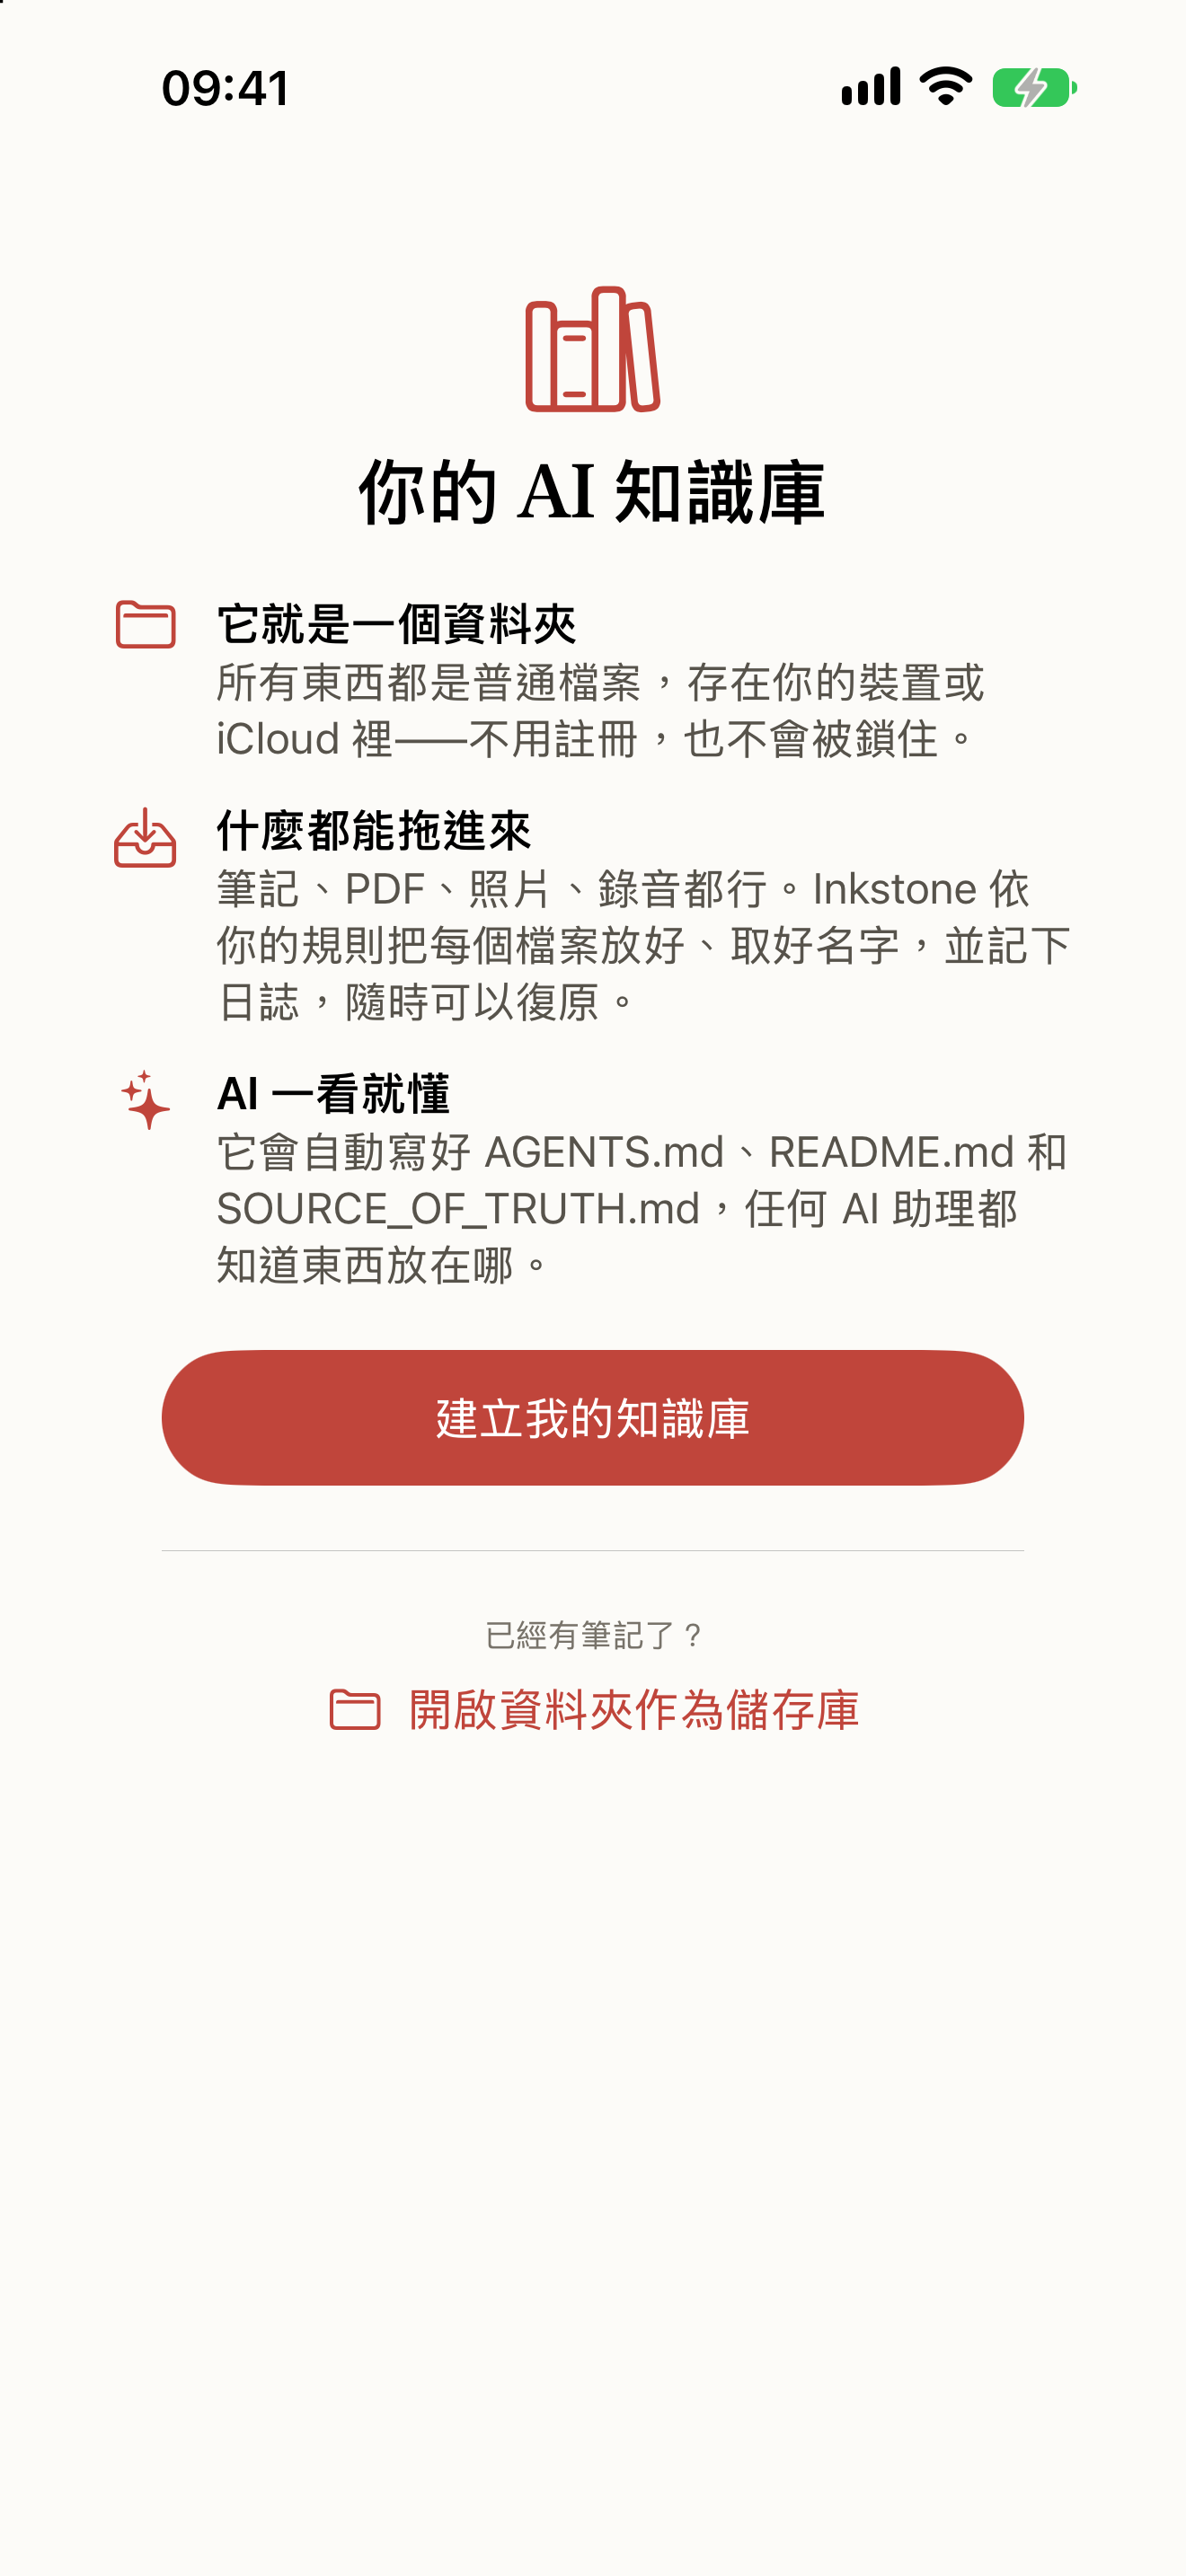 09:41
你的 AI 知識庫
它就是一個資料夾
所有東西都是普通檔案，存在你的裝置或
iCloud 裡——不用註冊，也不會被鎖住。
什麼都能拖進來
筆記、PDF、照片、錄音都行。Inkstone 依
你的規則把每個檔案放好、取好名字，並記下
日誌，隨時可以復原。
AI 一看就懂
它會自動寫好 AGENTS.md、README.md 和
SOURCE_OF_TRUTH.md，任何 AI 助理都
知道東西放在哪。
建立我的知識庫
已經有筆記了？
開啟資料夾作為儲存庫